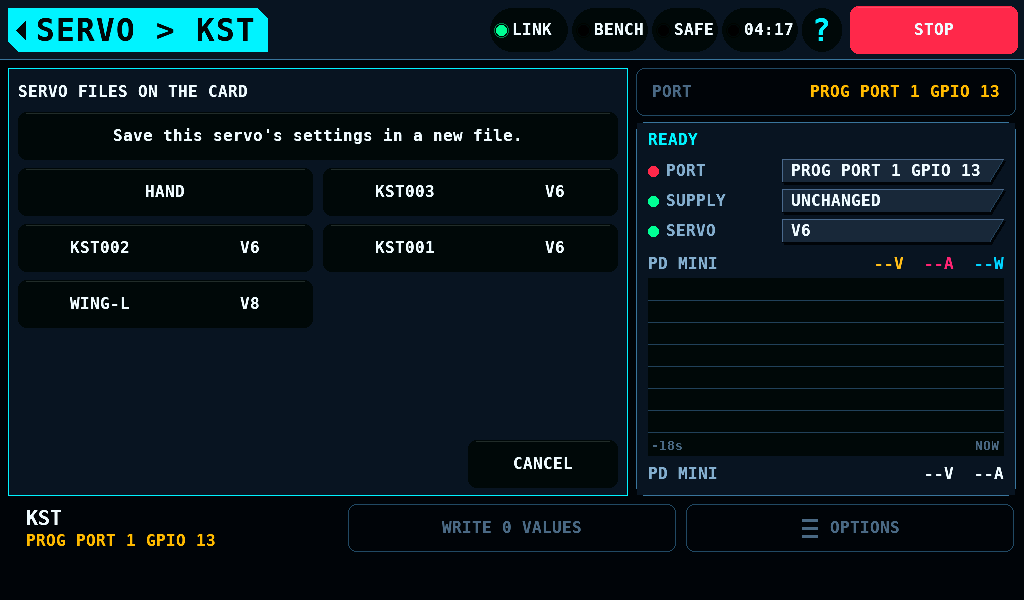 SERVO > KST
LINK
BENCH
SAFE
04:17
?
STOP
SERVO FILES ON THE CARD
Save this servo's settings in a new file.
HAND
KST003 V6
KST002 V6
KST001 V6
WING-L V8
CANCEL
PORT PROG PORT 1 GPIO 13
READY
PORT PROG PORT 1 GPIO 13
SUPPLY UNCHANGED
SERVO V6
PD MINI --V --A --W
-18s NOW
PD MINI --V --A
KST
PROG PORT 1 GPIO 13
WRITE 0 VALUES
OPTIONS